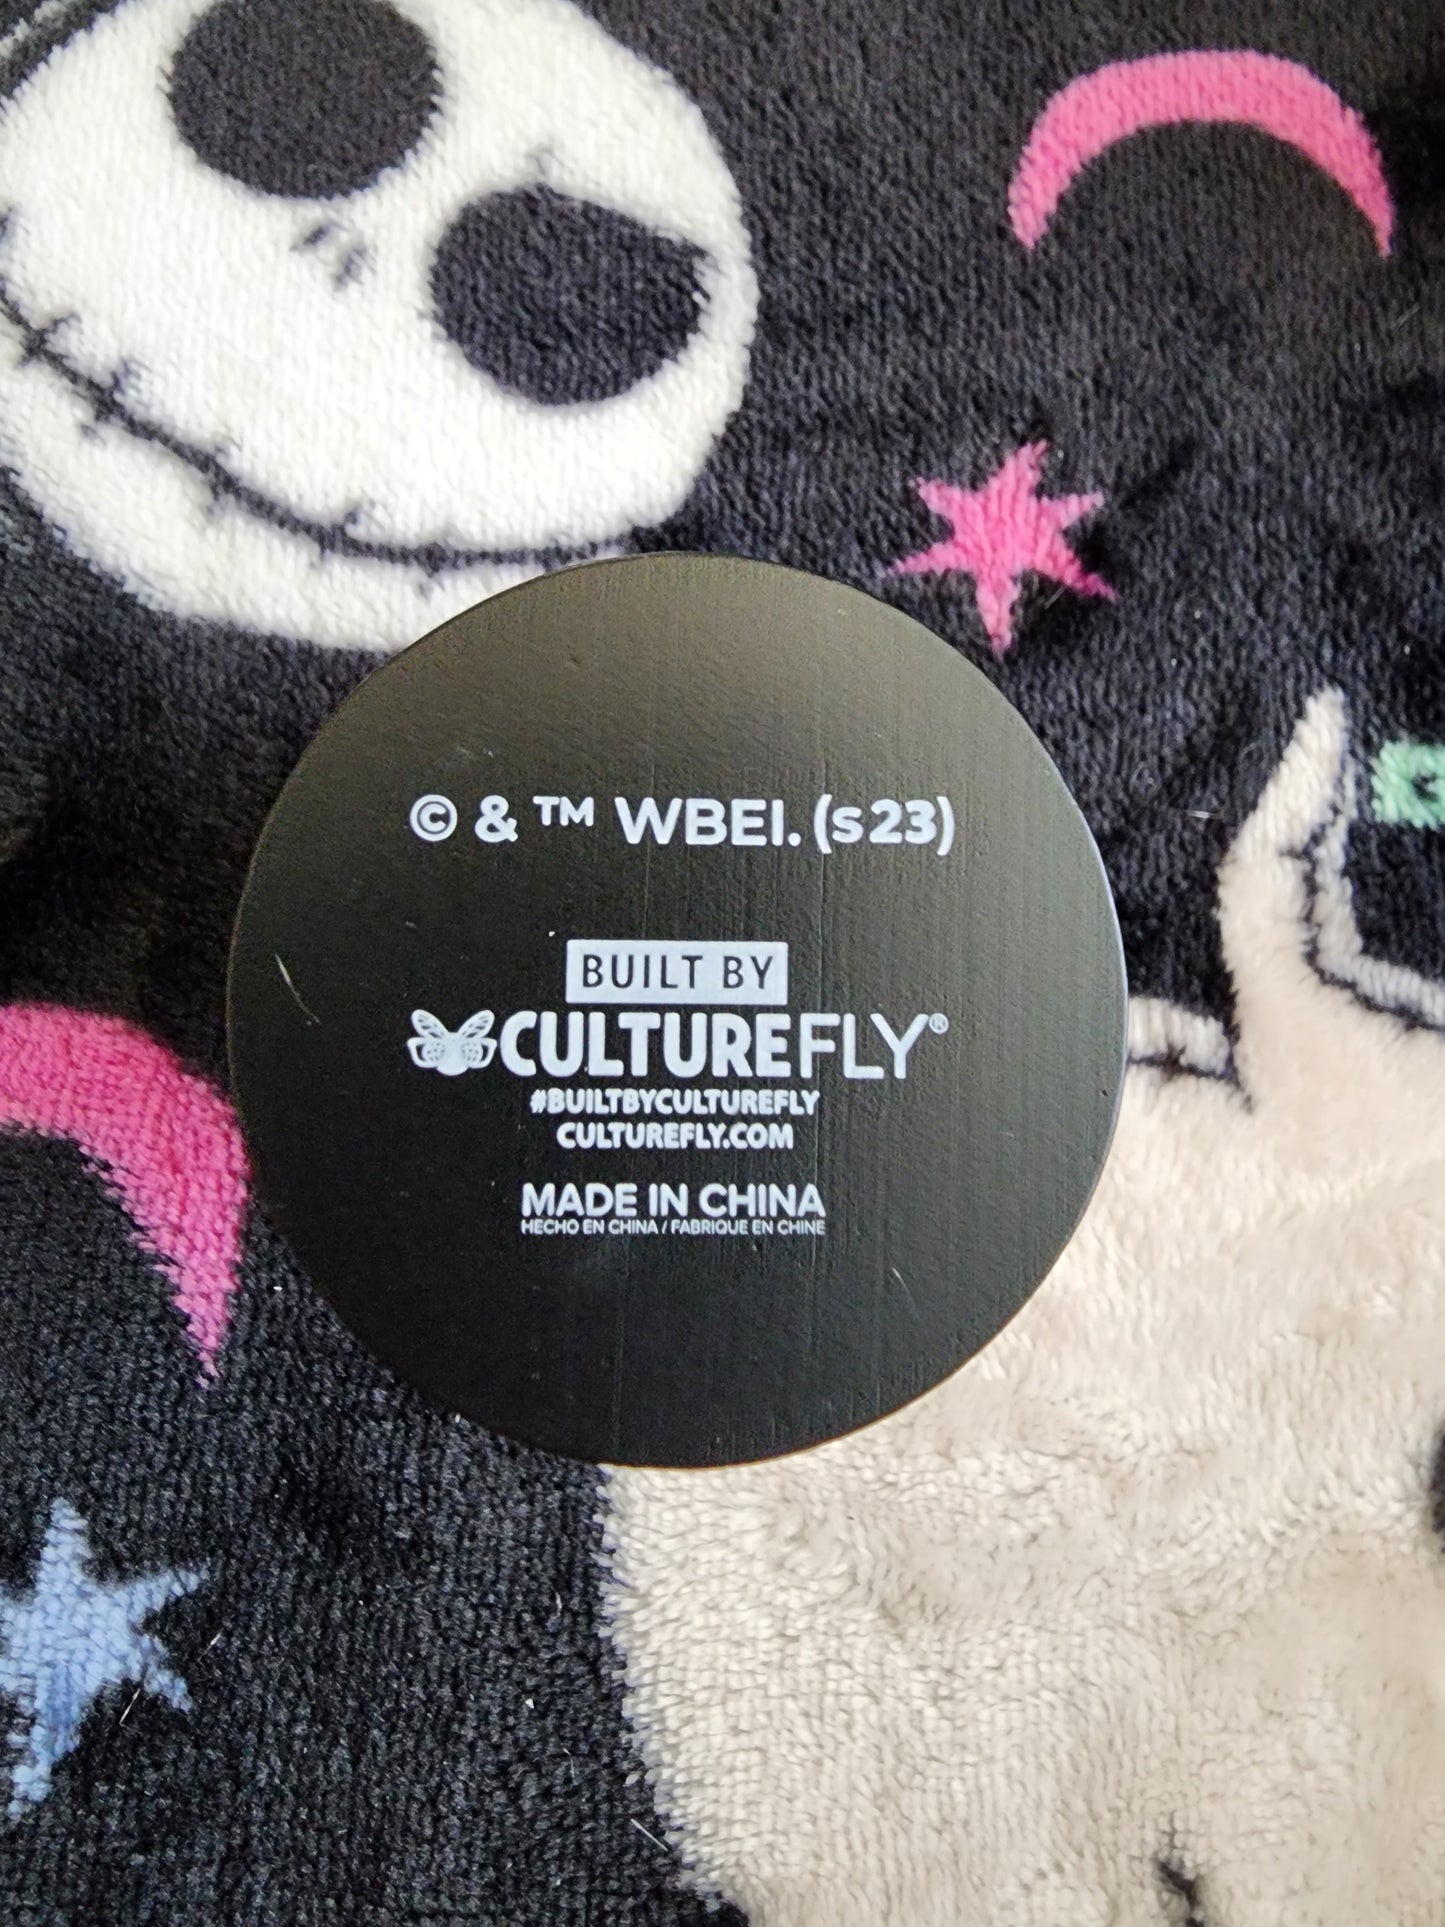 © & ™ WBEI. (s23)
BUILT BY
CULTUREFLY®
#BUILTBYCULTUREFLY
CULTUREFLY.COM
MADE IN CHINA
HECHO EN CHINA / FABRIQUE EN CHINE